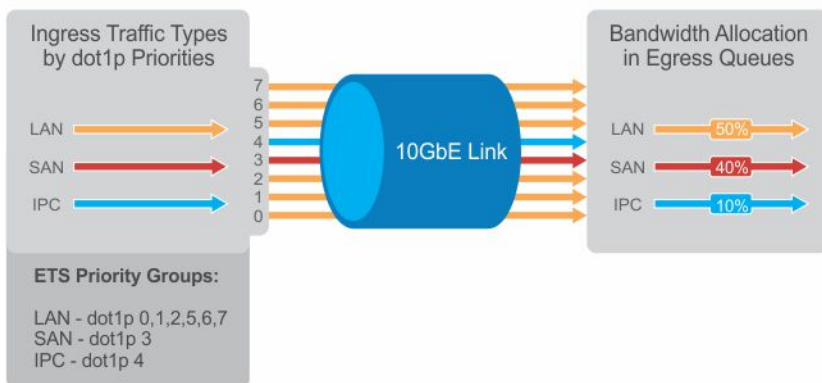 Ingress Traffic Types
by dot1p Priorities
LAN
SAN
IPC
7
6
5
4
3
2
1
0
10GbE Link
Bandwidth Allocation
in Egress Queues
LAN 50%
SAN 40%
IPC 10%
ETS Priority Groups:
LAN - dot1p 0,1,2,5,6,7
SAN - dot1p 3
IPC - dot1p 4